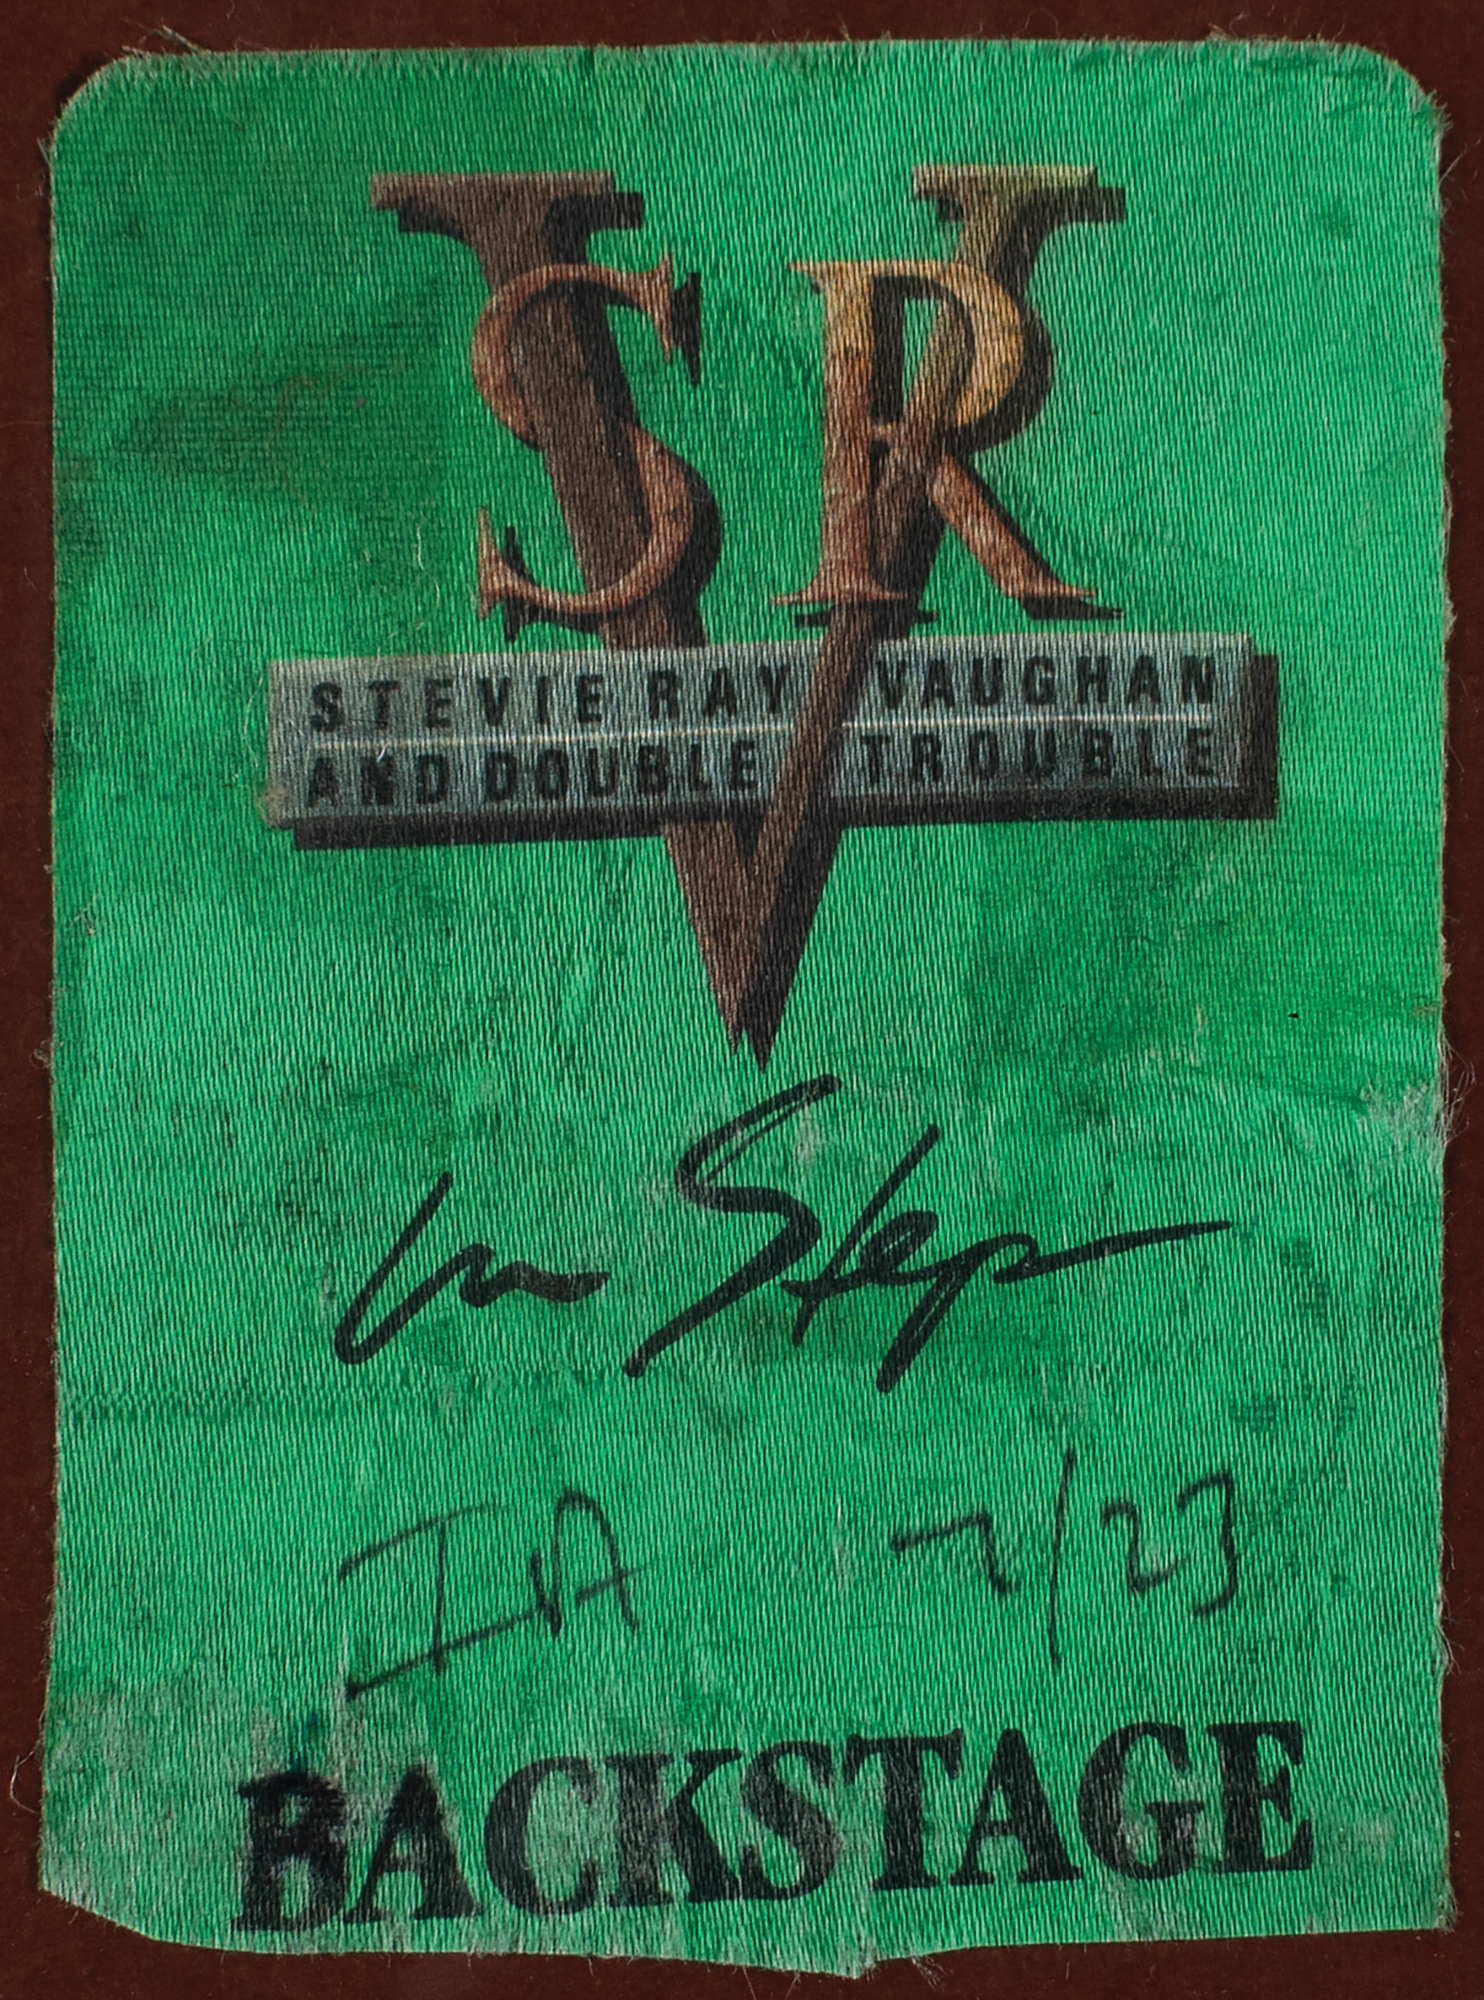 SRV
STEVIE RAY VAUGHAN
AND DOUBLE TROUBLE
In Step
IA 7/23
BACKSTAGE